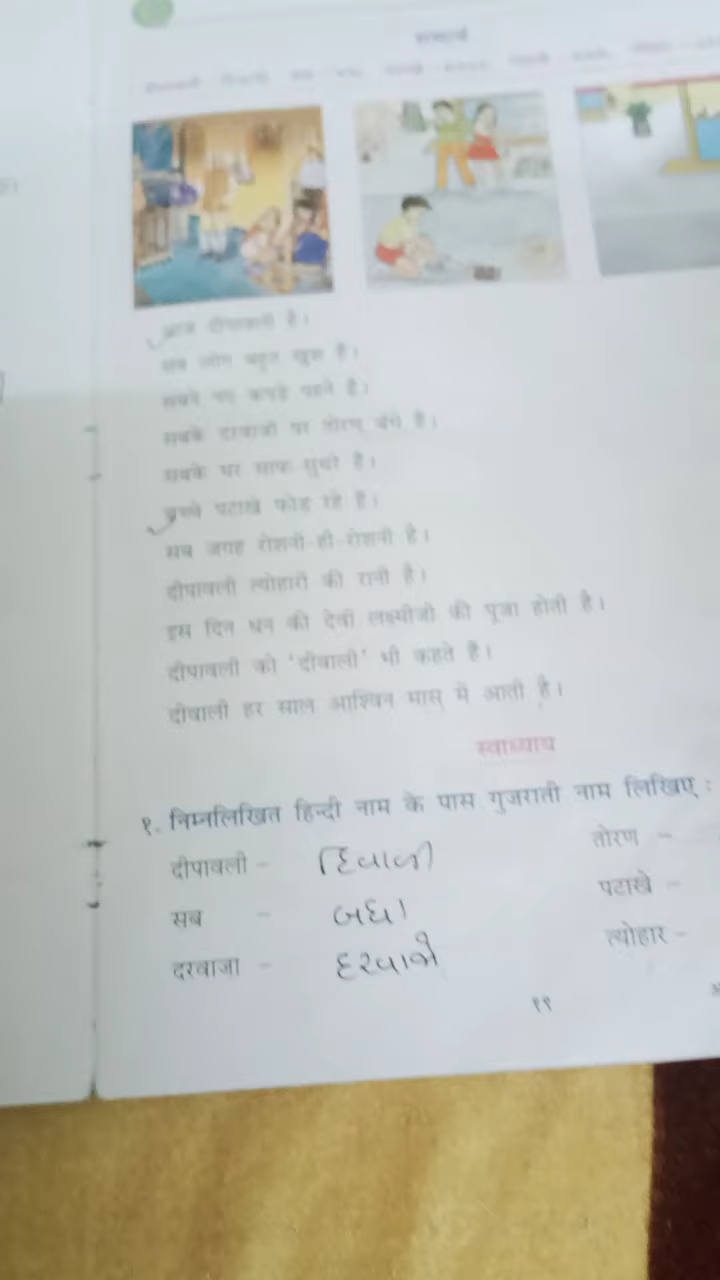 शब्दार्थ
आज दीपावली है।
सब लोग बहुत खुश हैं।
सबने नए कपड़े पहने हैं।
सबके दरवाजों पर तोरण बंधे हैं।
सबके घर साफ सुथरे हैं।
बच्चे पटाखे फोड़ रहे हैं।
सब जगह रोशनी-ही-रोशनी है।
दीपावली त्योहारों की रानी है।
इस दिन धन की देवी लक्ष्मीजी की पूजा होती है।
दीपावली को 'दीवाली' भी कहते हैं।
दीवाली हर साल आश्विन मास में आती है।
स्वाध्याय
१. निम्नलिखित हिन्दी नाम के पास गुजराती नाम लिखिए :
दीपावली - દિવાળી तोरण -
सब - બધા पटाखे -
दरवाजा - દરવાજો त्योहार -
१९